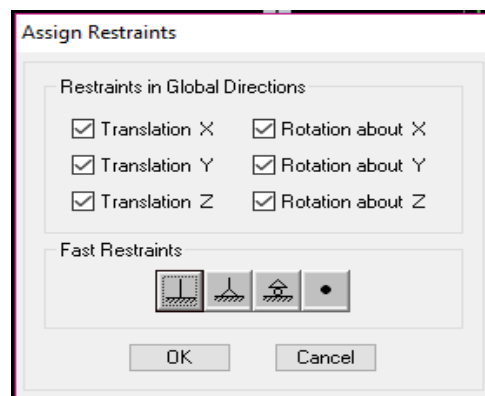 Assign Restraints
Restraints in Global Directions
Translation X Rotation about X
Translation Y Rotation about Y
Translation Z Rotation about Z
Fast Restraints
OK Cancel